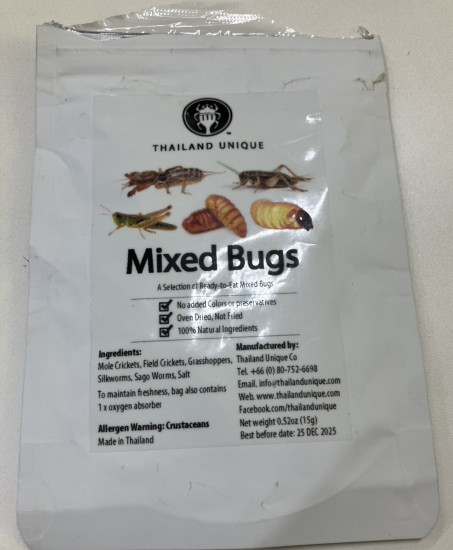 THAILAND UNIQUE
Mixed Bugs
A Selection of Ready-to-Eat Mixed Bugs
No added Colors or preservatives
Oven Dried, Not Fried
100% Natural Ingredients
Ingredients:
Mole Crickets, Field Crickets, Grasshoppers,
Silkworms, Sago Worms, Salt
To maintain freshness, bag also contains
1 x oxygen absorber
Allergen Warning: Crustaceans
Made in Thailand
Manufactured by:
Thailand Unique Co
Tel. +66 (0) 80-752-6698
Email. info@thailandunique.com
Web. www.thailandunique.com
Facebook.com/thailandunique
Net weight 0.52oz (15g)
Best before date: 25 DEC 2025